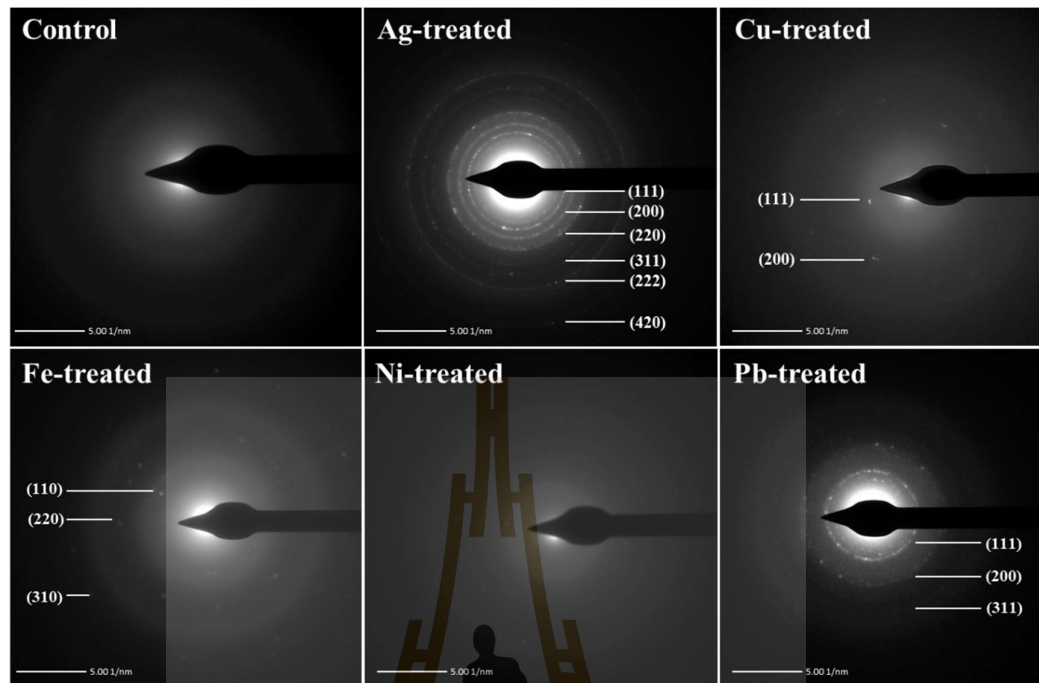 Control
Ag-treated
Cu-treated
(111)
(200)
(220)
(311)
(222)
(420)
(111)
(200)
5.00 1/nm
5.00 1/nm
5.00 1/nm
Fe-treated
Ni-treated
Pb-treated
(110)
(220)
(310)
(111)
(200)
(311)
5.00 1/nm
5.00 1/nm
5.00 1/nm